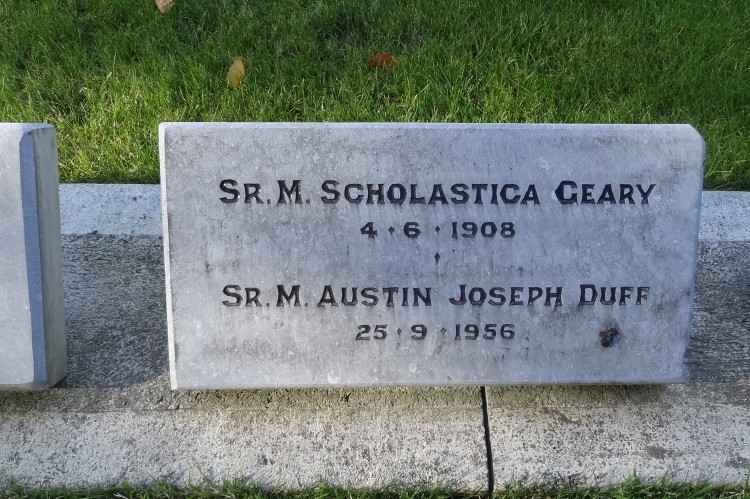 Sr. M. Scholastica Geary
4 · 6 · 1908
Sr. M. Austin Joseph Duff
25 · 9 · 1956